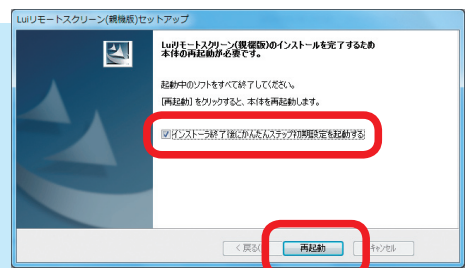 Luiリモートスクリーン(親機版)セットアップ
Luiリモートスクリーン(親機版)のインストールを完了するため
本体の再起動が必要です。
起動中のソフトをすべて終了してください。
[再起動] をクリックすると、本体を再起動します。
インストーラ終了後にかんたんステップ初期設定を起動する
< 戻る( 再起動 キャンセル